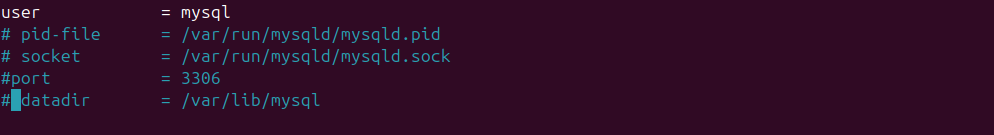 user            = mysql
# pid-file      = /var/run/mysqld/mysqld.pid
# socket        = /var/run/mysqld/mysqld.sock
#port           = 3306
# datadir       = /var/lib/mysql